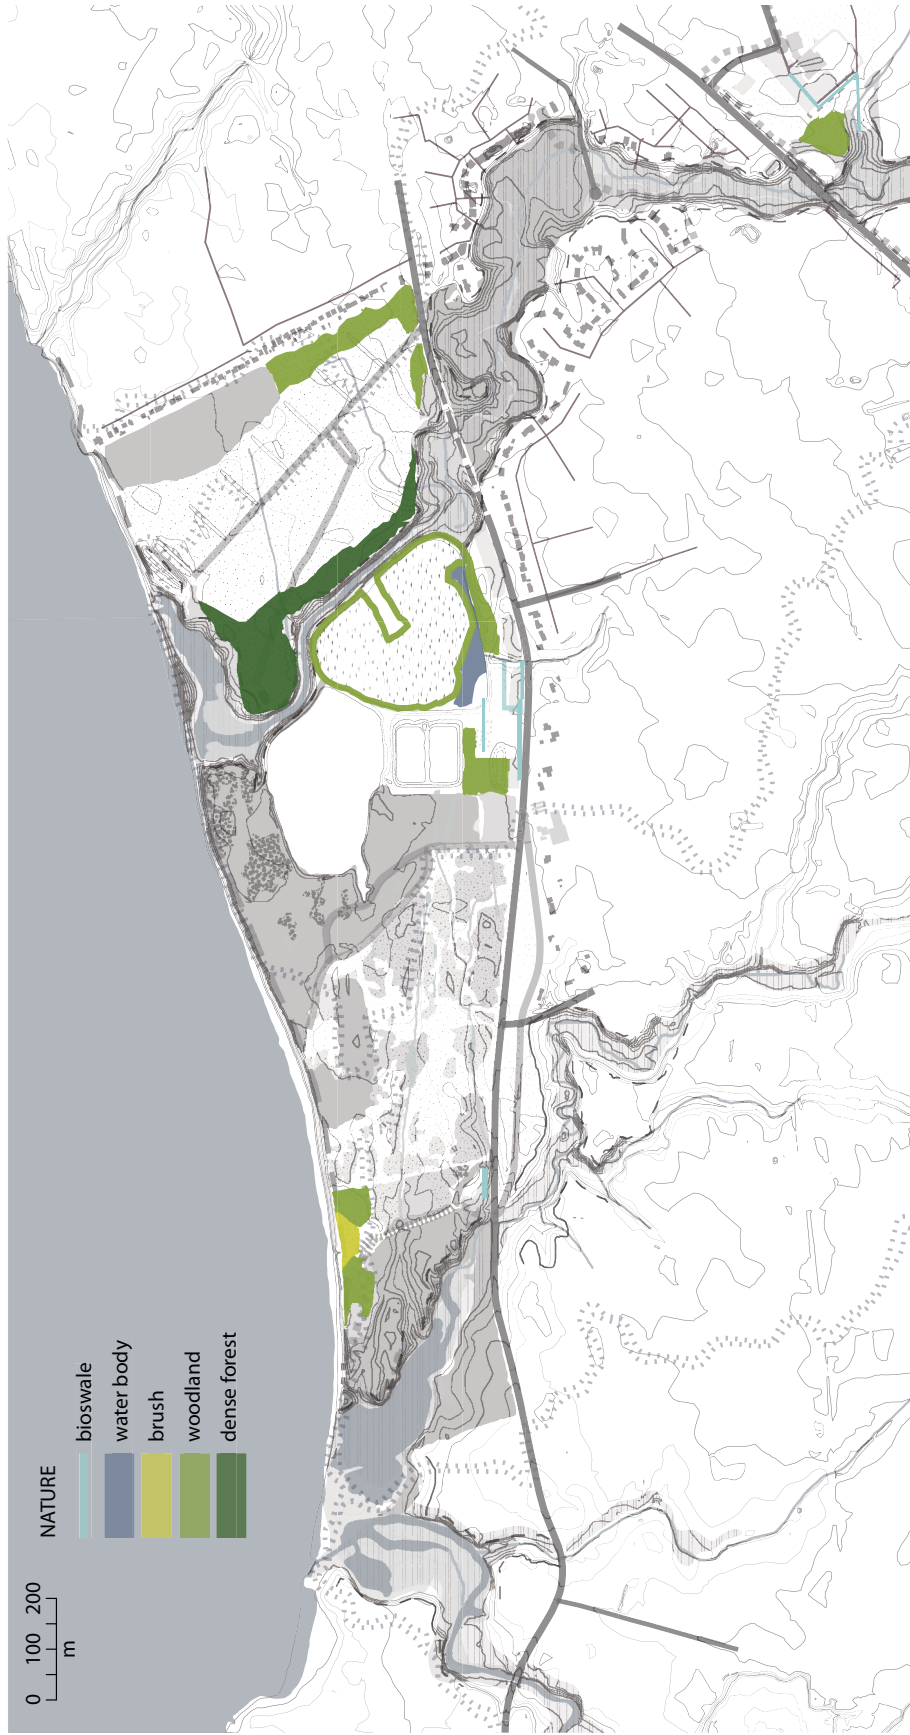 NATURE
bioswale
water body
brush
woodland
dense forest
0 100 200
m